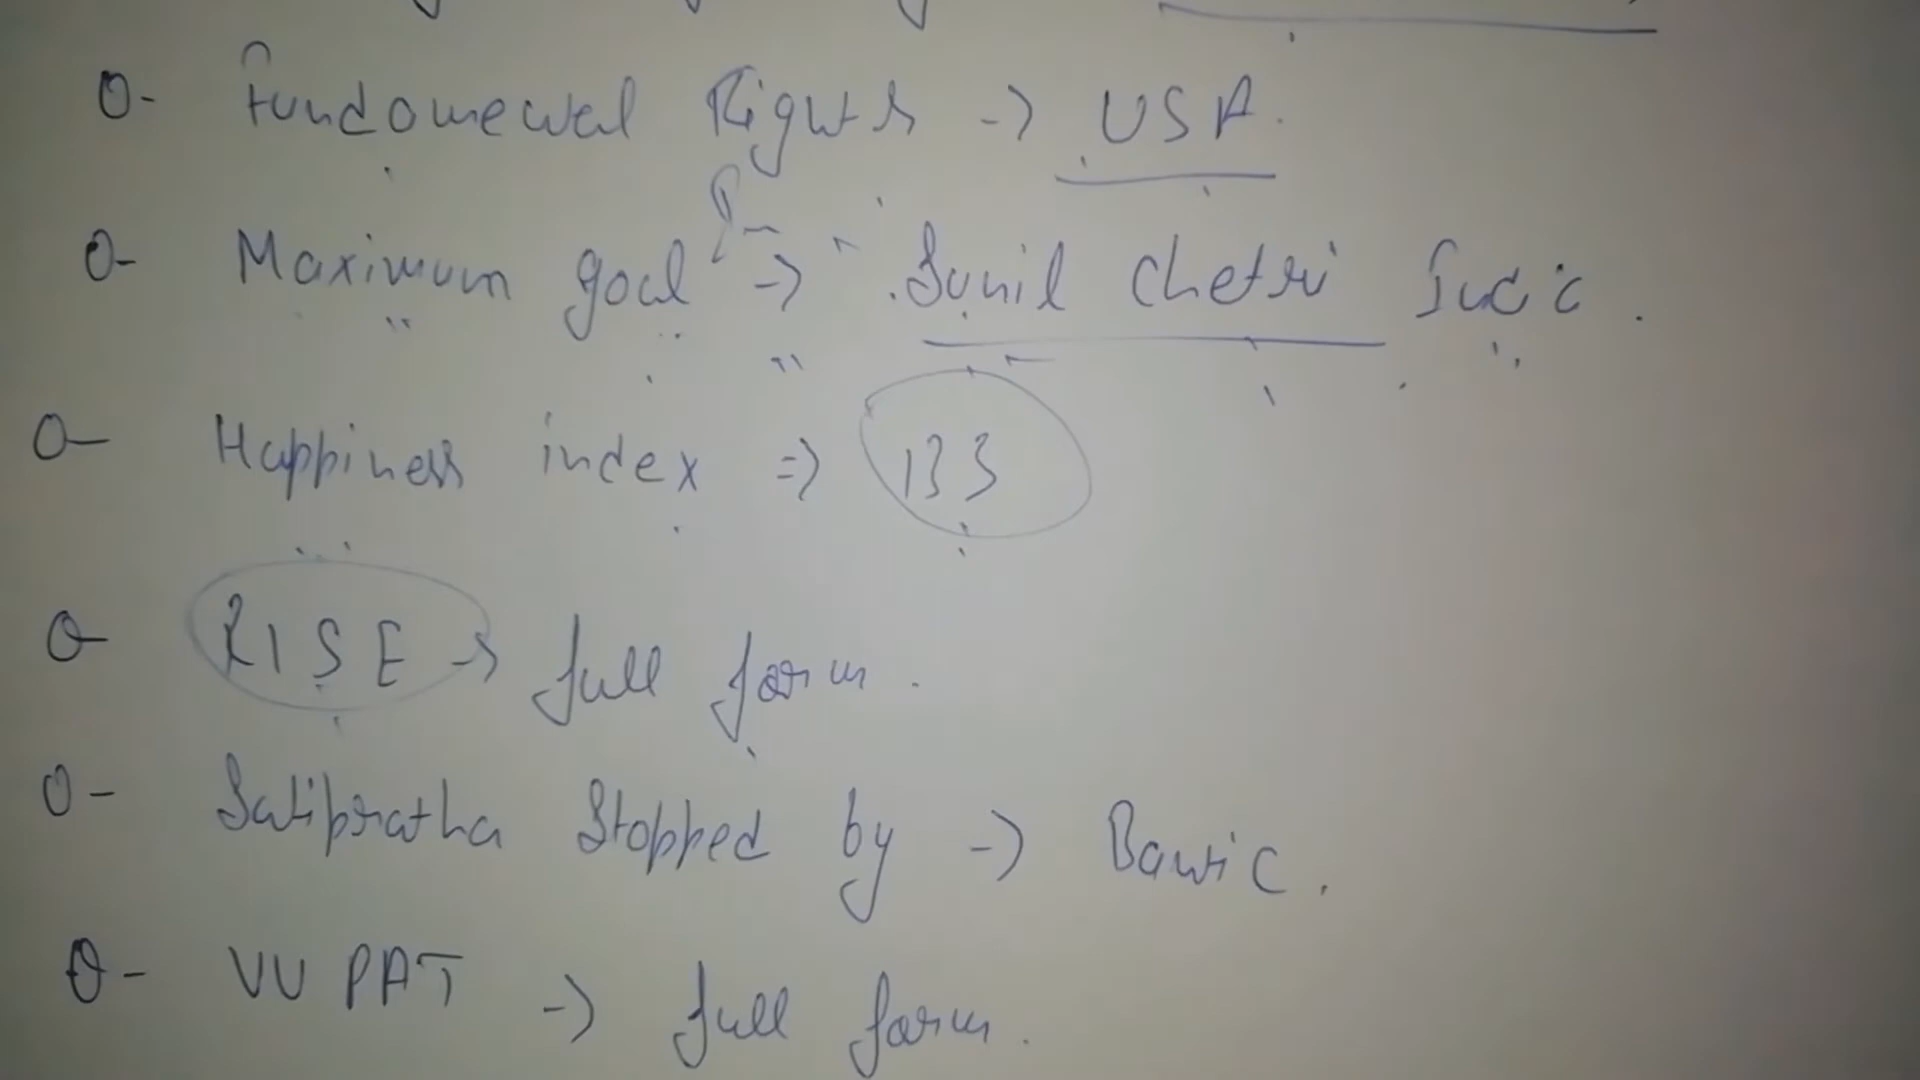 O- Fundamental Rights -> USA.
O- Maximum goal -> Sunil Chetri India.
O- Happiness index => 133
O- RISE -> full form.
O- Satipratha Stopped by ->
O- VVPAT -> full form.